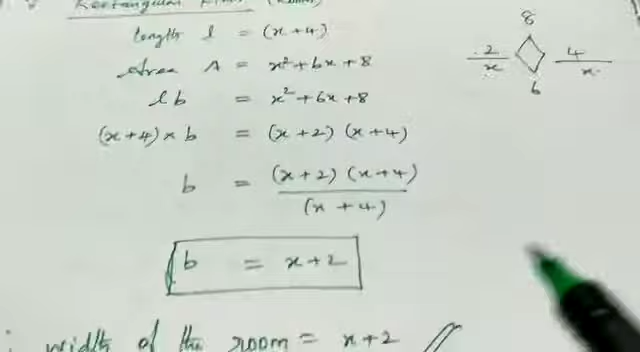 Rectangular
length l = (x+4)
Area A = x²+6x+8
lb = x²+6x+8
(x+4)×b = (x+2)(x+4)
b = (x+2)(x+4)
(x+4)
b = x+2
width of the room = x+2 //
8
2 4
x x
6